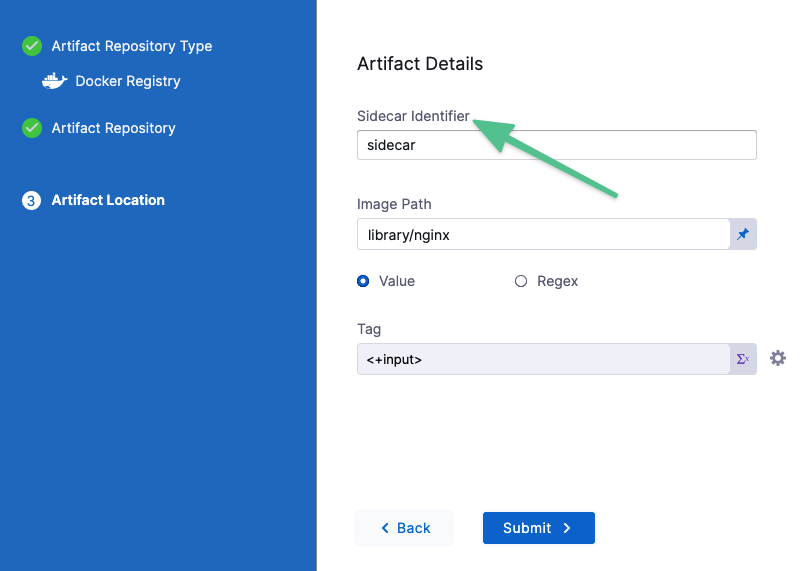 Artifact Repository Type
Docker Registry
Artifact Repository
3 Artifact Location
Artifact Details
Sidecar Identifier
sidecar
Image Path
library/nginx
Value Regex
Tag
<+input> Σx
Back Submit